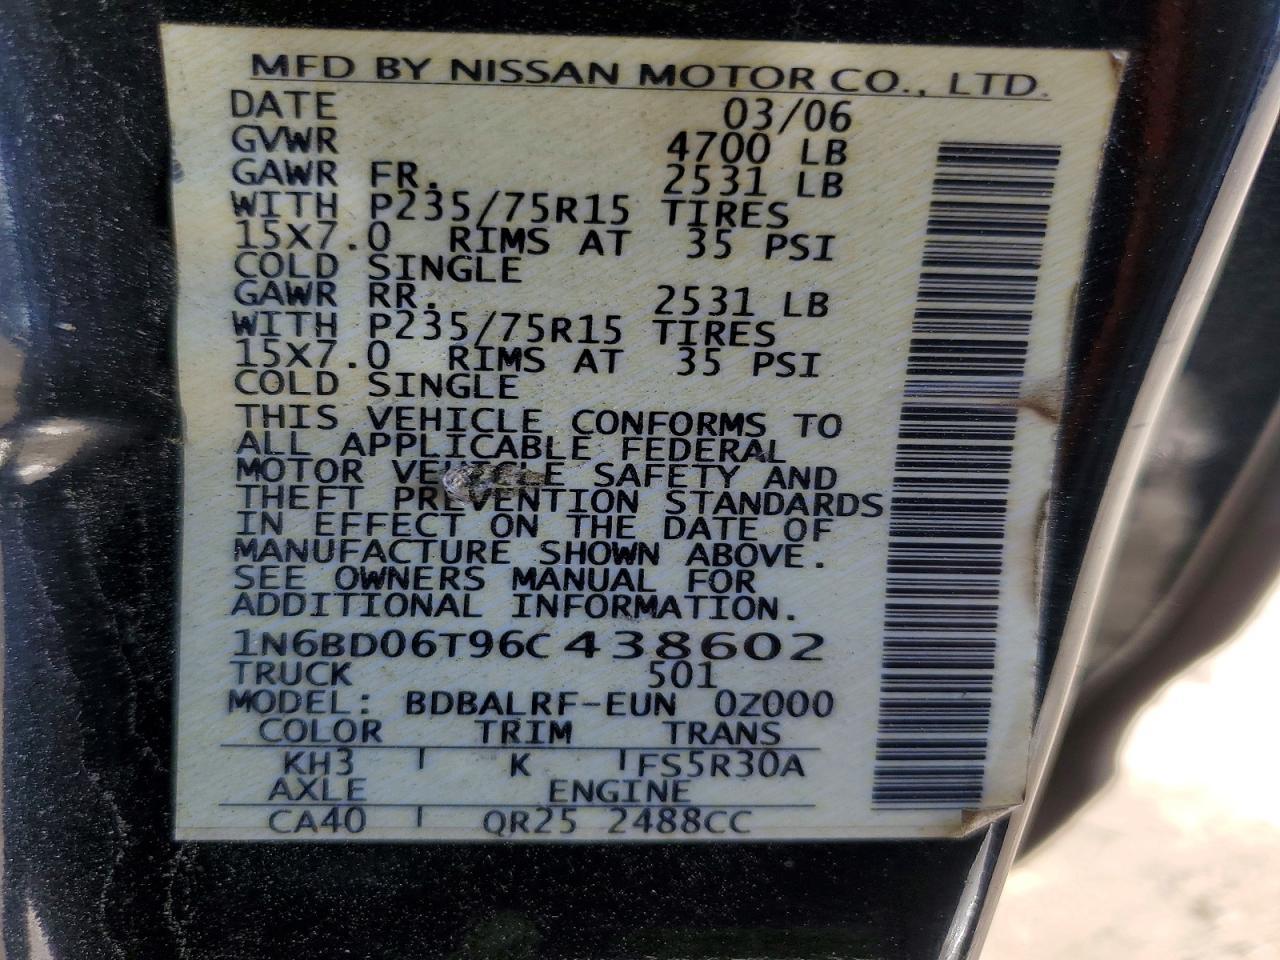 MFD BY NISSAN MOTOR CO., LTD.
DATE 03/06
GVWR 4700 LB
GAWR FR. 2531 LB
WITH P235/75R15 TIRES
15X7.0 RIMS AT 35 PSI
COLD SINGLE
GAWR RR. 2531 LB
WITH P235/75R15 TIRES
15X7.0 RIMS AT 35 PSI
COLD SINGLE
THIS VEHICLE CONFORMS TO
ALL APPLICABLE FEDERAL
MOTOR VEHICLE SAFETY AND
THEFT PREVENTION STANDARDS
IN EFFECT ON THE DATE OF
MANUFACTURE SHOWN ABOVE.
SEE OWNERS MANUAL FOR
ADDITIONAL INFORMATION.
1N6BD06T96C438602
TRUCK 501
MODEL: BDBALRF-EUN 0Z000
COLOR TRIM TRANS
KH3 K FS5R30A
AXLE ENGINE
CA40 QR25 2488CC